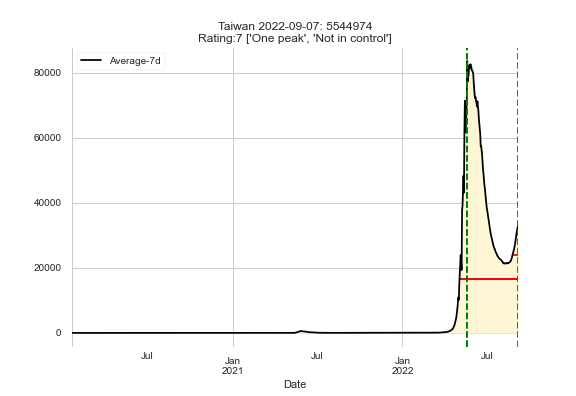 Taiwan 2022-09-07: 5544974
Rating:7 ['One peak', 'Not in control']
Average-7d
80000
60000
40000
20000
0
Jul
Jan
2021
Jul
Jan
2022
Jul
Date